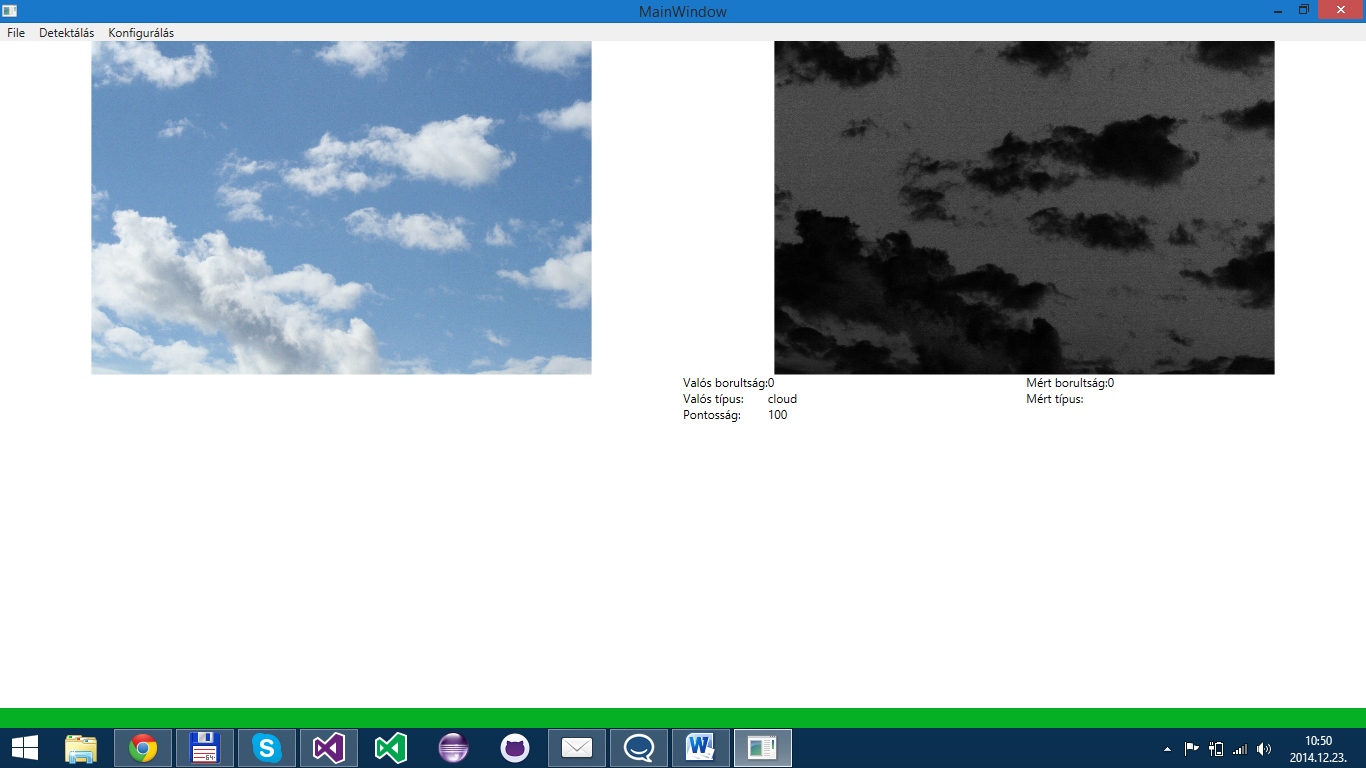 MainWindow
File Detektálás Konfigurálás
Valós borultság:0 Mért borultság:0
Valós típus: cloud Mért típus:
Pontosság: 100
64
10:50
2014.12.23.